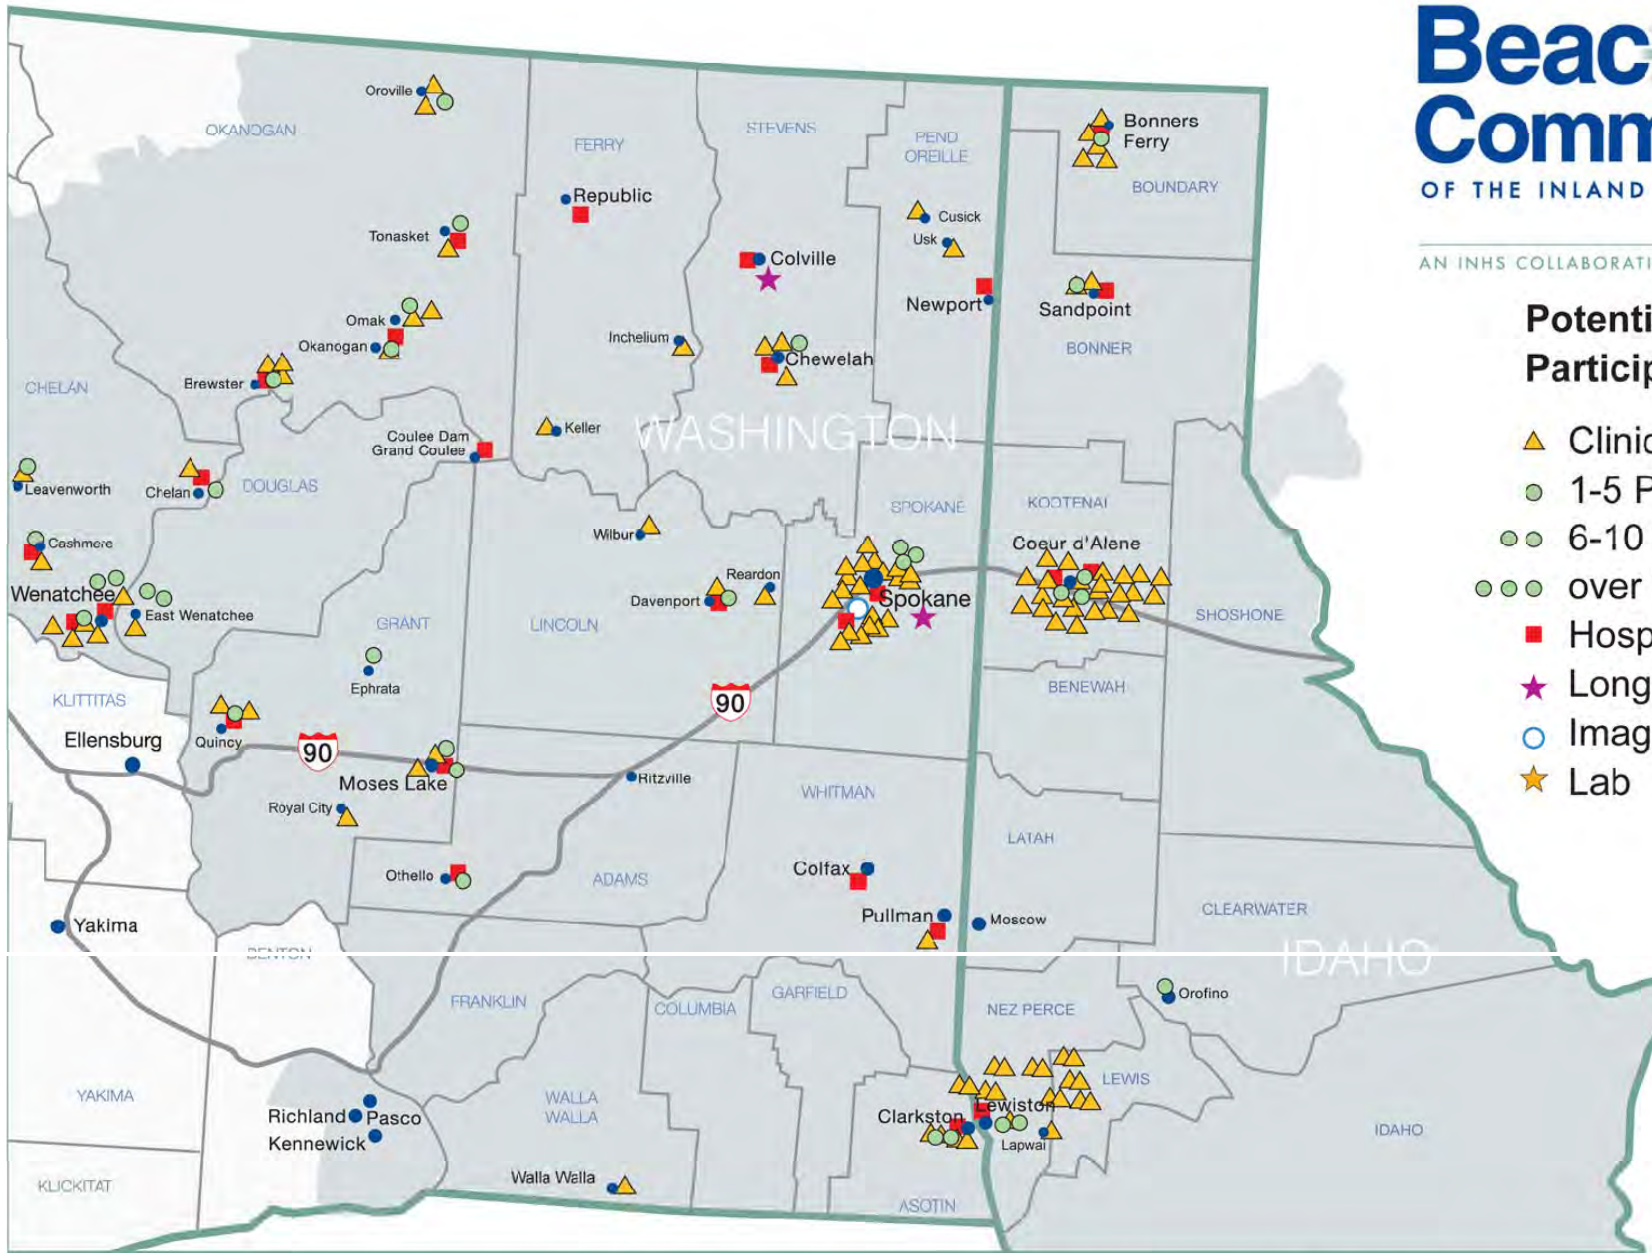 Beac
Comm
OF THE INLAND
AN INHS COLLABORATI
Potenti
Particip
Clinic
1-5 P
6-10
over
Hosp
Long
Imag
Lab
Oroville
OKANOGAN
FERRY
STEVENS
PEND
OREILLE
Bonners
Ferry
BOUNDARY
Republic
Cusick
Usk
Tonasket
Colville
Newport
Sandpoint
BONNER
Omak
Okanogan
Inchelium
Chewelah
CHELAN
Brewster
Keller
WASHINGTON
Coulee Dam
Grand Coulee
Leavenworth
Chelan
DOUGLAS
SPOKANE
KOOTENAI
Wilbur
Cashmere
Coeur d'Alene
Wenatchee
East Wenatchee
Reardon
Davenport
Spokane
GRANT
LINCOLN
SHOSHONE
Ephrata
KLITTITAS
BENEWAH
90
Ellensburg
Quincy
90
Moses Lake
Ritzville
Royal City
WHITMAN
LATAH
Othello
ADAMS
Colfax
CLEARWATER
Yakima
Pullman
Moscow
BENTON
IDAHO
FRANKLIN
COLUMBIA
GARFIELD
NEZ PERCE
Orofino
YAKIMA
WALLA
WALLA
LEWIS
Richland
Pasco
Kennewick
Clarkston
Lewiston
Lapwai
IDAHO
KLICKITAT
Walla Walla
ASOTIN